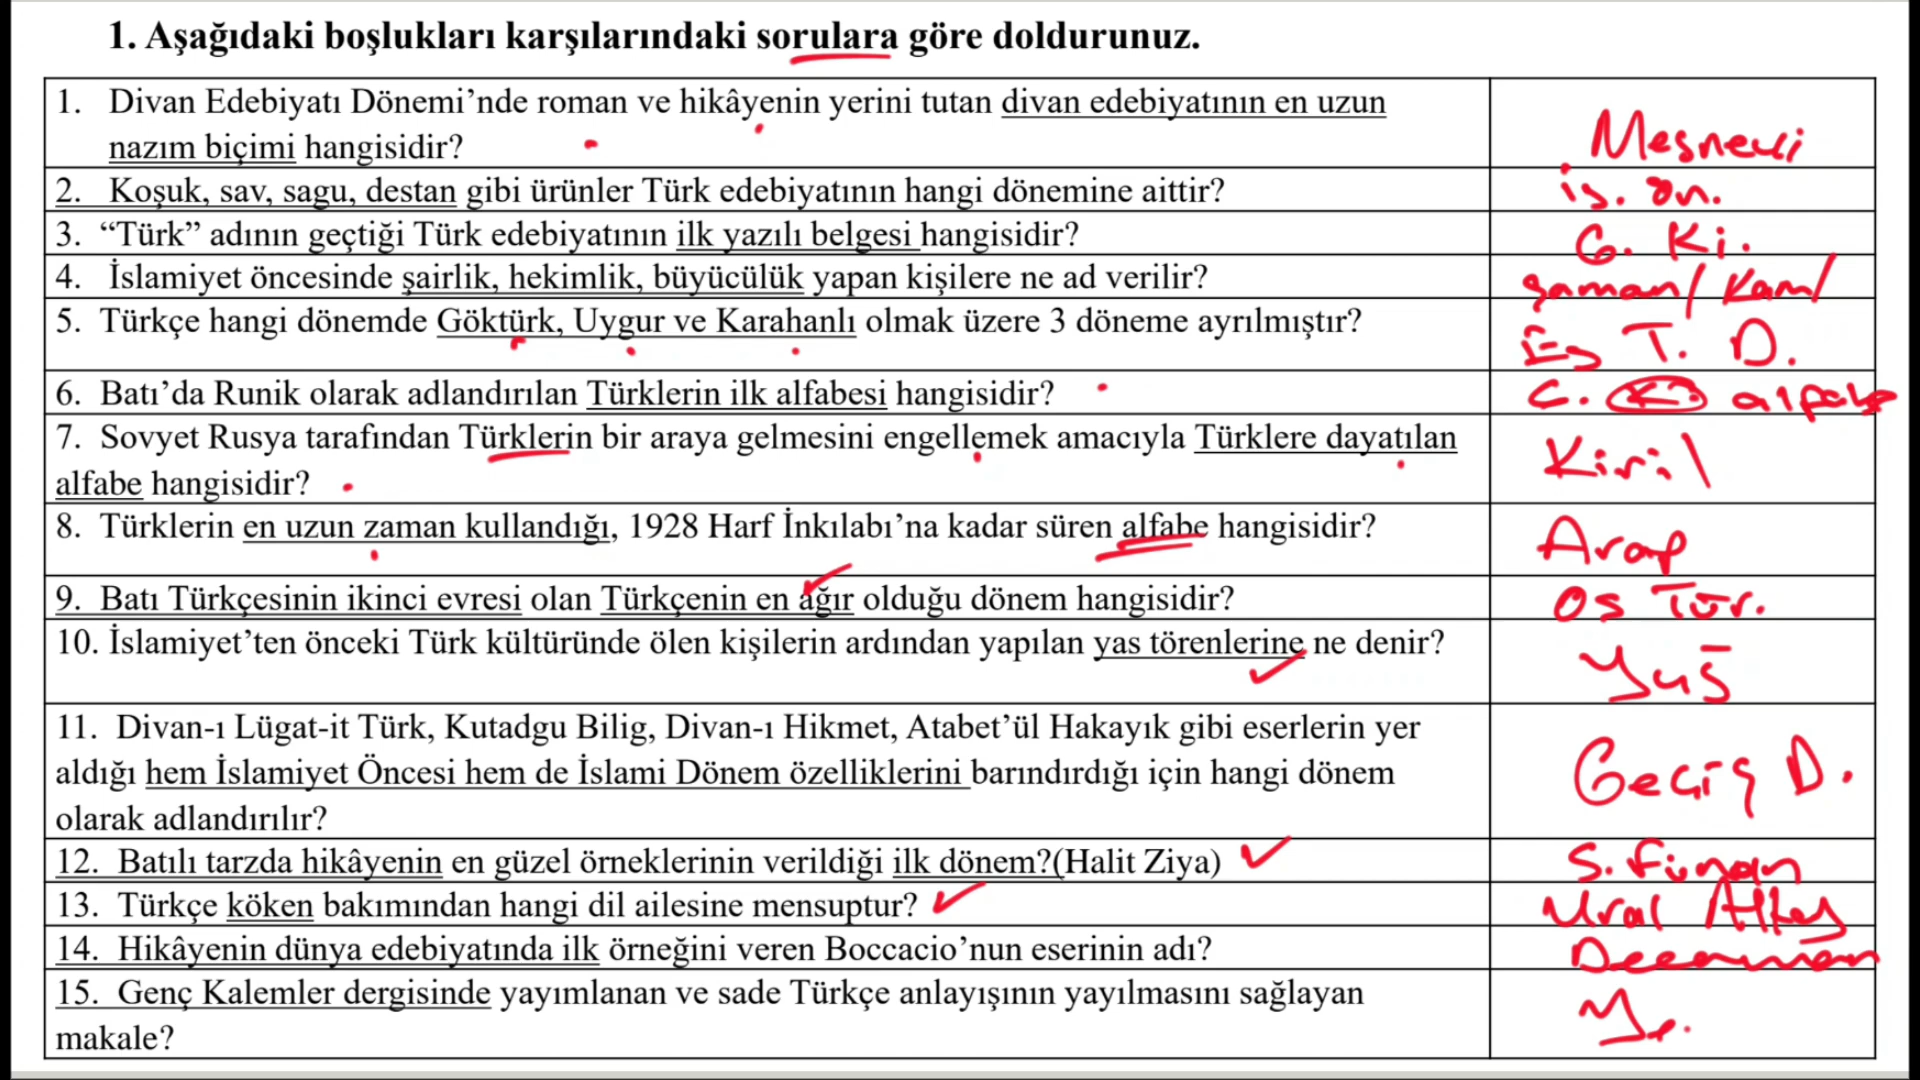 1. Aşağıdaki boşlukları karşılarındaki sorulara göre doldurunuz.
1. Divan Edebiyatı Dönemi’nde roman ve hikâyenin yerini tutan divan edebiyatının en uzun
nazım biçimi hangisidir?
Mesnevi
2. Koşuk, sav, sagu, destan gibi ürünler Türk edebiyatının hangi dönemine aittir?
İs. Ön.
3. “Türk” adının geçtiği Türk edebiyatının ilk yazılı belgesi hangisidir?
G. Ki.
4. İslamiyet öncesinde şairlik, hekimlik, büyücülük yapan kişilere ne ad verilir?
Şaman/Kam/
5. Türkçe hangi dönemde Göktürk, Uygur ve Karahanlı olmak üzere 3 döneme ayrılmıştır?
Es T. D.
6. Batı’da Runik olarak adlandırılan Türklerin ilk alfabesi hangisidir?
alfabe
7. Sovyet Rusya tarafından Türklerin bir araya gelmesini engellemek amacıyla Türklere dayatılan
alfabe hangisidir?
Kiril
8. Türklerin en uzun zaman kullandığı, 1928 Harf İnkılabı’na kadar süren alfabe hangisidir?
Arap
9. Batı Türkçesinin ikinci evresi olan Türkçenin en ağır olduğu dönem hangisidir?
Os Tür.
10. İslamiyet’ten önceki Türk kültüründe ölen kişilerin ardından yapılan yas törenlerine ne denir?
Yuğ
11. Divan-ı Lügat-it Türk, Kutadgu Bilig, Divan-ı Hikmet, Atabet’ül Hakayık gibi eserlerin yer
aldığı hem İslamiyet Öncesi hem de İslami Dönem özelliklerini barındırdığı için hangi dönem
olarak adlandırılır?
Geçiş D.
12. Batılı tarzda hikâyenin en güzel örneklerinin verildiği ilk dönem?(Halit Ziya)
S. Fünun
13. Türkçe köken bakımından hangi dil ailesine mensuptur?
Ural Altay
14. Hikâyenin dünya edebiyatında ilk örneğini veren Boccacio’nun eserinin adı?
15. Genç Kalemler dergisinde yayımlanan ve sade Türkçe anlayışının yayılmasını sağlayan
makale?